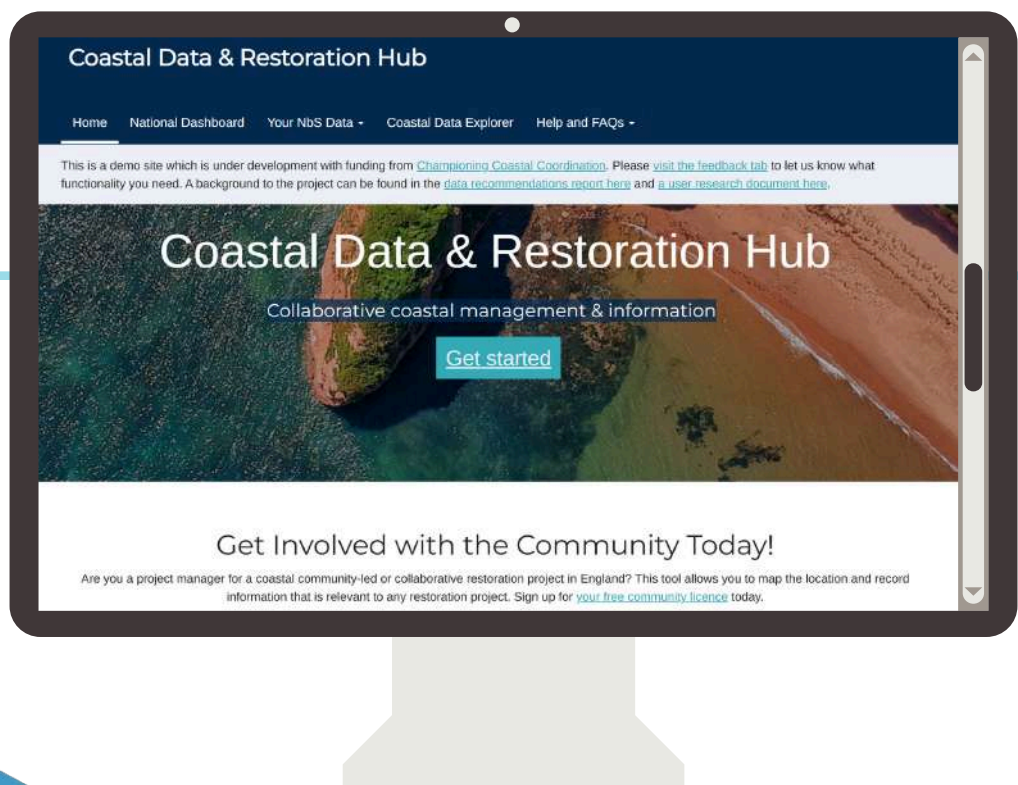 Coastal Data & Restoration Hub
Home National Dashboard Your NbS Data Coastal Data Explorer Help and FAQs
This is a demo site which is under development with funding from Championing Coastal Coordination. Please visit the feedback tab to let us know what
functionality you need. A background to the project can be found in the data recommendations report here and a user research document here.
Coastal Data & Restoration Hub
Collaborative coastal management & information
Get started
Get Involved with the Community Today!
Are you a project manager for a coastal community-led or collaborative restoration project in England? This tool allows you to map the location and record
information that is relevant to any restoration project. Sign up for your free community licence today.